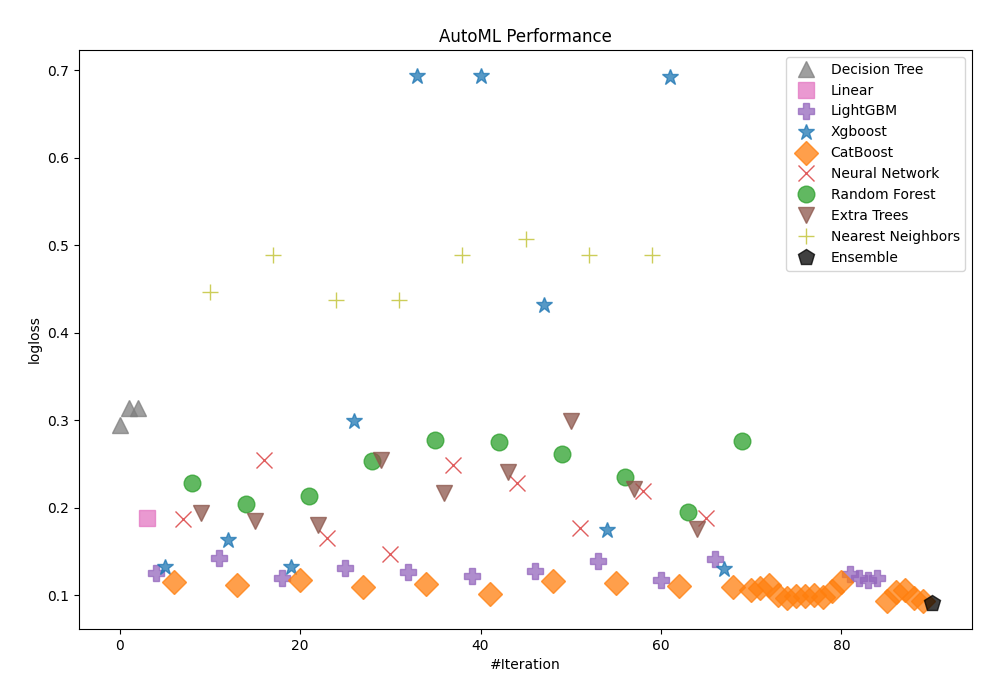 AutoML Performance
0.7
0.6
0.5
0.4
0.3
0.2
0.1
logloss
0 20 40 60 80
#Iteration
Decision Tree
Linear
LightGBM
Xgboost
CatBoost
Neural Network
Random Forest
Extra Trees
Nearest Neighbors
Ensemble